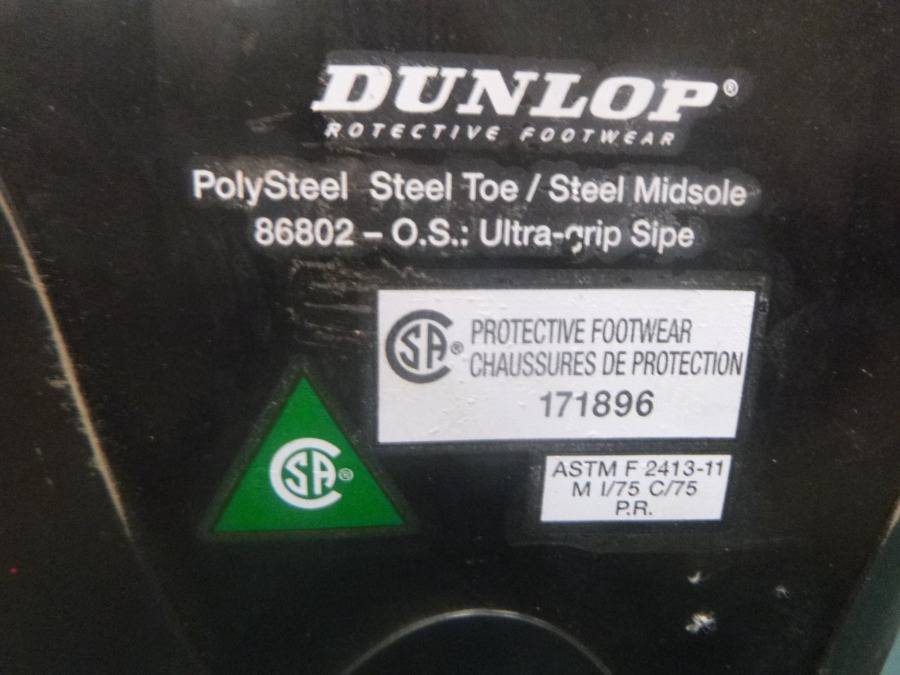 DUNLOP®
ROTECTIVE FOOTWEAR
PolySteel Steel Toe / Steel Midsole
86802 – O.S.: Ultra-grip Sipe
CSA® PROTECTIVE FOOTWEAR
CHAUSSURES DE PROTECTION
171896
CSA®
ASTM F 2413-11
M I/75 C/75
P.R.